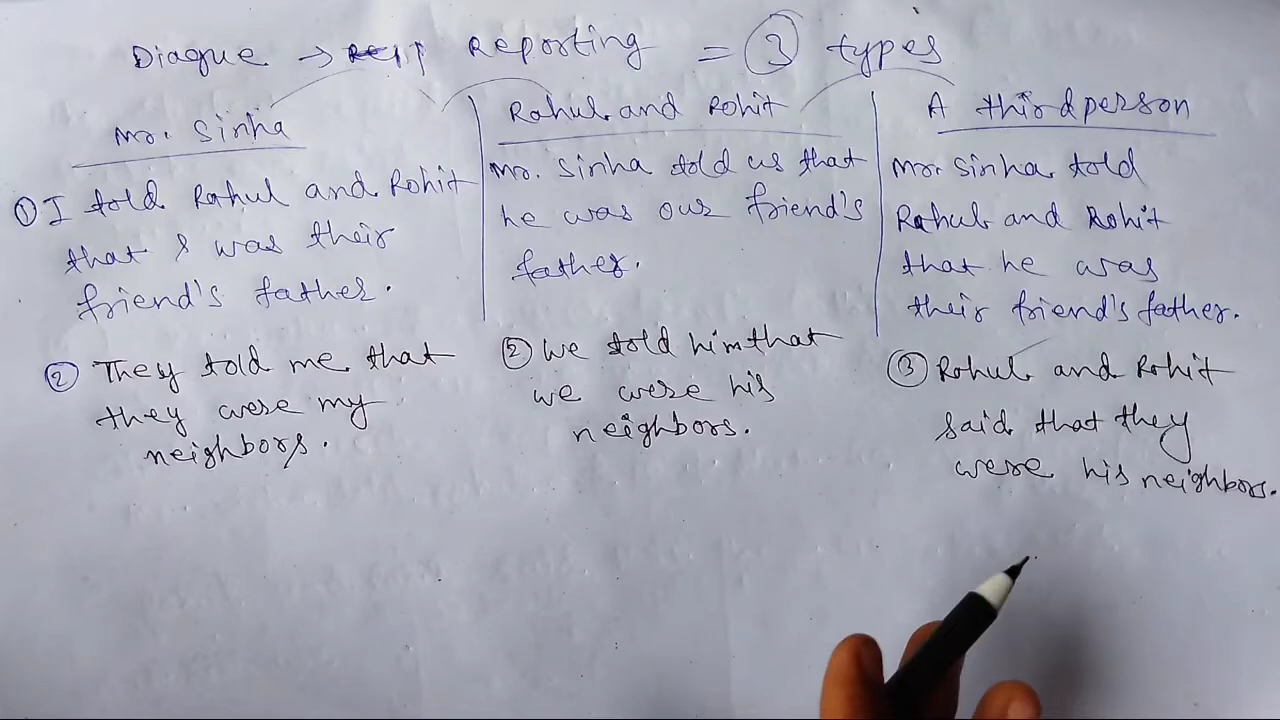 Diaque → Reporting = 3 types
Mr. Sinha
① I told Rahul and Rohit
that I was their
friend's father.
② They told me that
they were my
neighbors.
Rahul and Rohit
Mr. Sinha told us that
he was our friend's
father.
② We told him that
we were his
neighbors.
A third person
Mr. Sinha told
Rahul and Rohit
that he was
their friend's father.
③ Rahul and Rohit
said that they
were his neighbors.